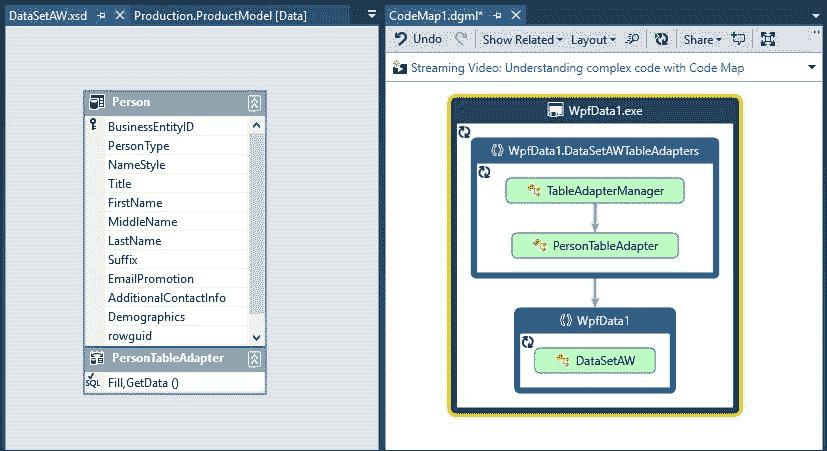 DataSetAW.xsd
Production.ProductModel [Data]
Person
BusinessEntityID
PersonType
NameStyle
Title
FirstName
MiddleName
LastName
Suffix
EmailPromotion
AdditionalContactInfo
Demographics
rowguid
PersonTableAdapter
SQL Fill,GetData ()
CodeMap1.dgml*
Undo Show Related Layout Share
Streaming Video: Understanding complex code with Code Map
WpfData1.exe
WpfData1.DataSetAWTableAdapters
TableAdapterManager
PersonTableAdapter
WpfData1
DataSetAW